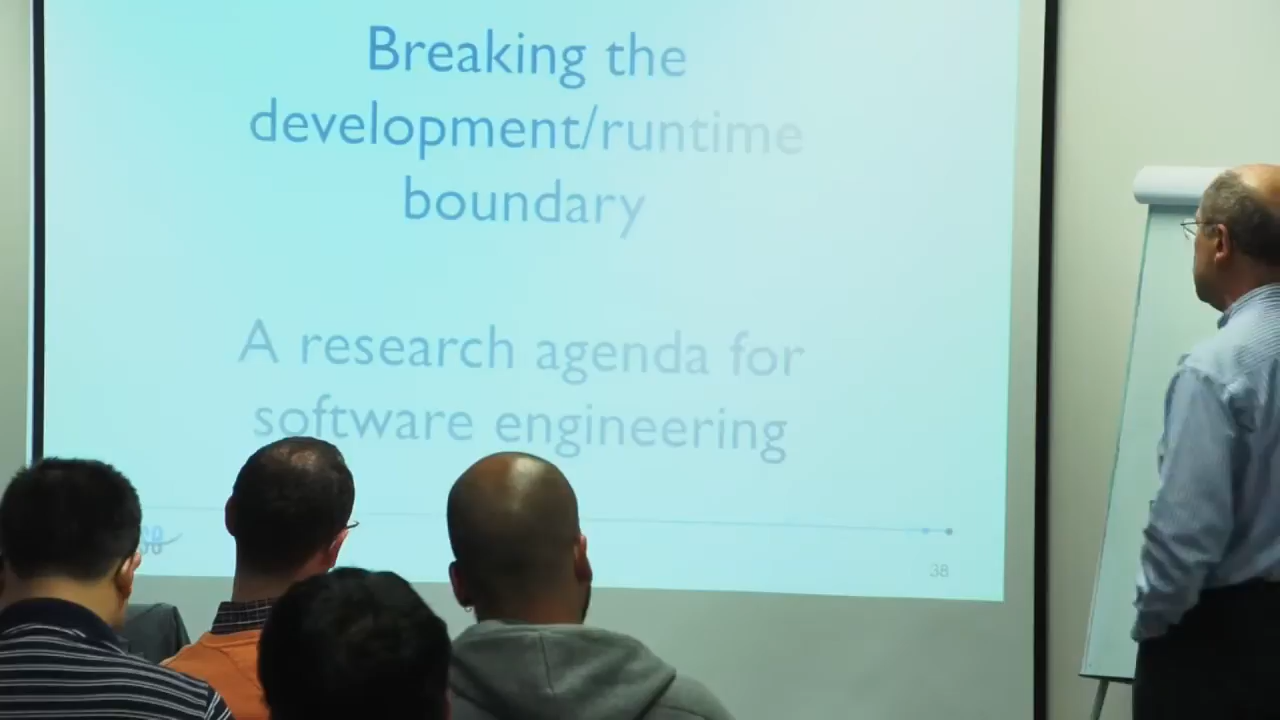 Breaking the
development/runtime
boundary
A research agenda for
software engineering
38